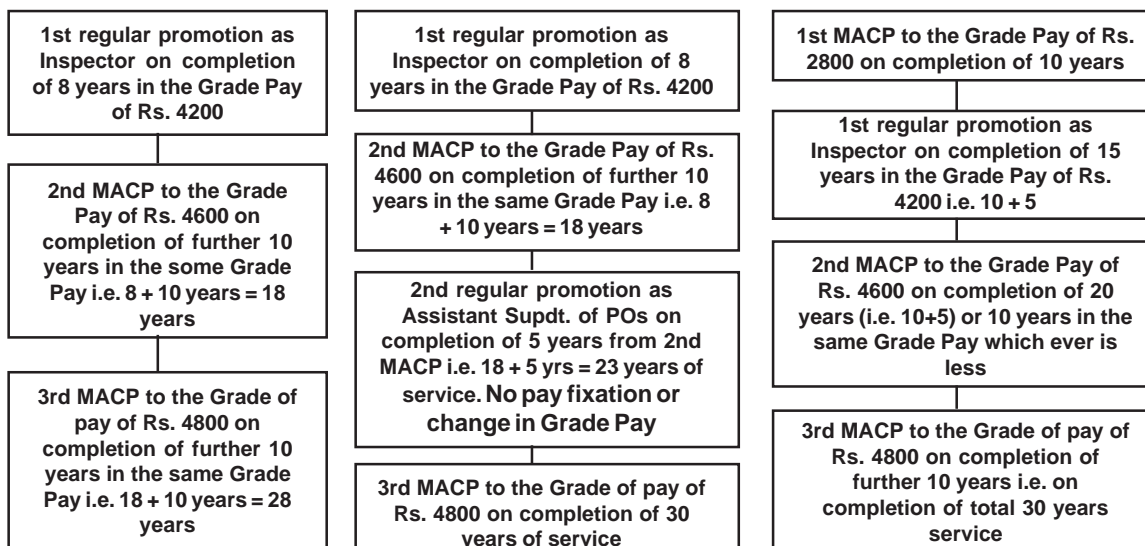 1st regular promotion as
Inspector on completion
of 8 years in the Grade Pay
of Rs. 4200
2nd MACP to the Grade
Pay of Rs. 4600 on
completion of further 10
years in the some Grade
Pay i.e. 8 + 10 years = 18
years
3rd MACP to the Grade of
pay of Rs. 4800 on
completion of further 10
years in the same Grade
Pay i.e. 18 + 10 years = 28
years
1st regular promotion as
Inspector on completion of 8
years in the Grade Pay of Rs. 4200
2nd MACP to the Grade Pay of Rs.
4600 on completion of further 10
years in the same Grade Pay i.e. 8
+ 10 years = 18 years
2nd regular promotion as
Assistant Supdt. of POs on
completion of 5 years from 2nd
MACP i.e. 18 + 5 yrs = 23 years of
service. No pay fixation or
change in Grade Pay
3rd MACP to the Grade of pay of
Rs. 4800 on completion of 30
years of service
1st MACP to the Grade Pay of Rs.
2800 on completion of 10 years
1st regular promotion as
Inspector on completion of 15
years in the Grade Pay of Rs.
4200 i.e. 10 + 5
2nd MACP to the Grade Pay of
Rs. 4600 on completion of 20
years (i.e. 10+5) or 10 years in the
same Grade Pay which ever is
less
3rd MACP to the Grade of pay of
Rs. 4800 on completion of
further 10 years i.e. on
completion of total 30 years
service